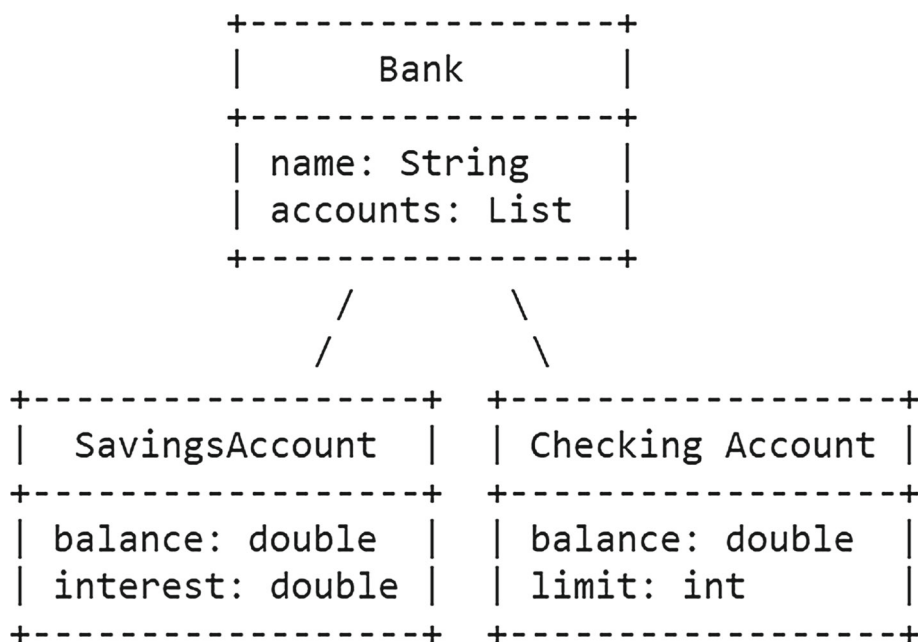 +------------------+
|      Bank       |
+------------------+
| name: String    |
| accounts: List  |
+------------------+
/       \
/         \
+-------------------+  +-------------------+
|  SavingsAccount  |  | Checking Account |
+-------------------+  +-------------------+
| balance: double  |  | balance: double  |
| interest: double |  | limit: int       |
+-------------------+  +-------------------+